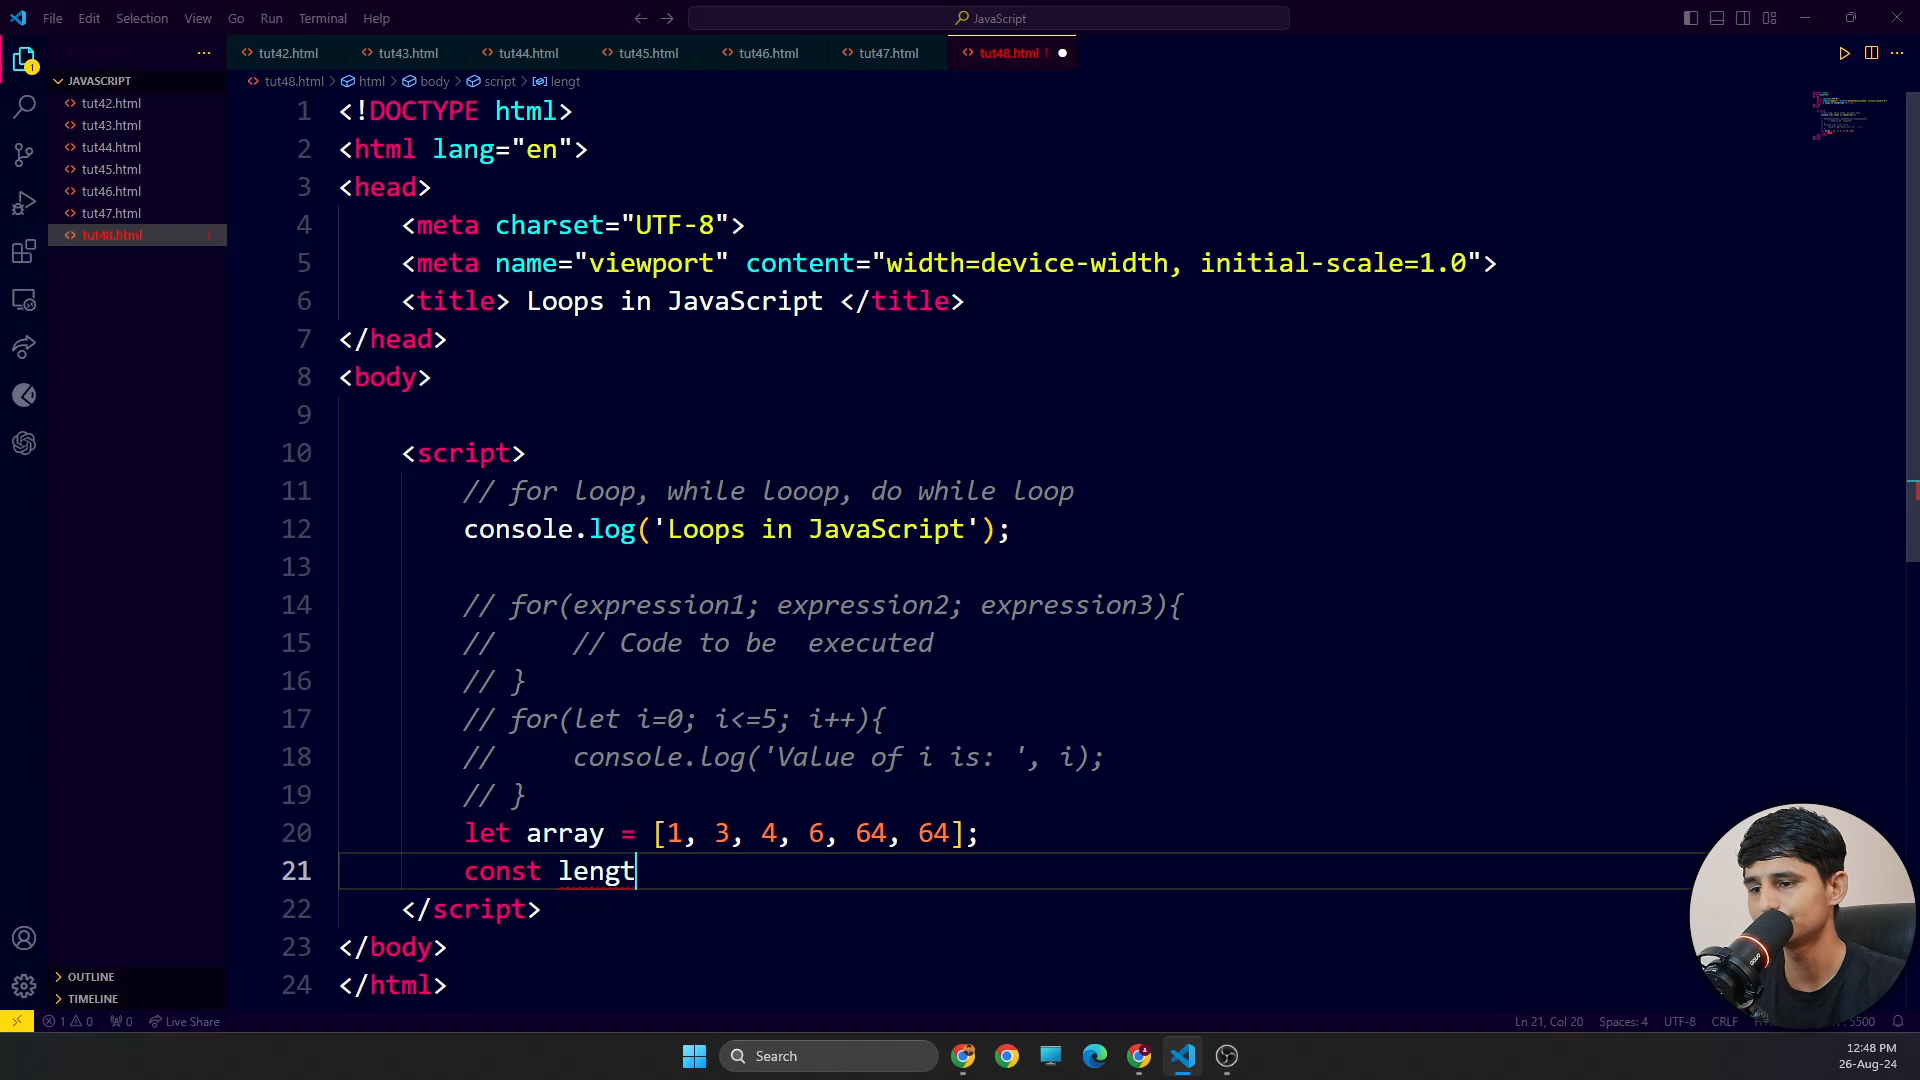 File Edit Selection View Go Run Terminal Help
JavaScript
tut42.html tut43.html tut44.html tut45.html tut46.html tut47.html tut48.html 1
tut48.html > html > body > script > lengt
JAVASCRIPT
tut42.html
tut43.html
tut44.html
tut45.html
tut46.html
tut47.html
tut48.html 1
1 <!DOCTYPE html>
2 <html lang="en">
3 <head>
4 <meta charset="UTF-8">
5 <meta name="viewport" content="width=device-width, initial-scale=1.0">
6 <title> Loops in JavaScript </title>
7 </head>
8 <body>
9
10 <script>
11 // for loop, while looop, do while loop
12 console.log('Loops in JavaScript');
13
14 // for(expression1; expression2; expression3){
15 // // Code to be  executed
16 // }
17 // for(let i=0; i<=5; i++){
18 // console.log('Value of i is: ', i);
19 // }
20 let array = [1, 3, 4, 6, 64, 64];
21 const lengt
22 </script>
23 </body>
24 </html>
OUTLINE
TIMELINE
1 0 0 Live Share
Ln 21, Col 20 Spaces: 4 UTF-8 CRLF 5500
Search
12:48 PM
26-Aug-24